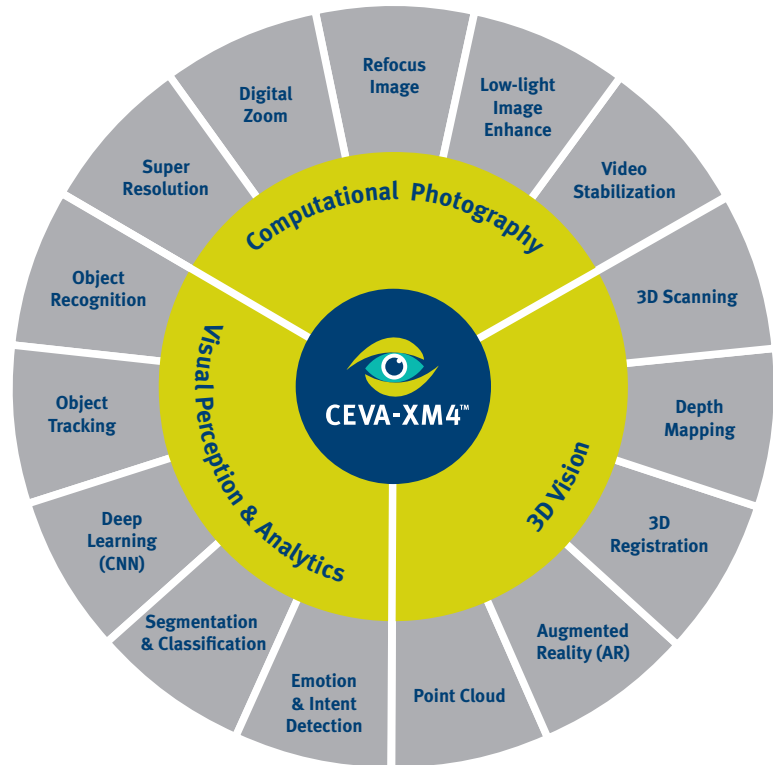 Refocus
Image
Low-light
Image
Enhance
Digital
Zoom
Video
Stabilization
Super
Resolution
Computational Photography
3D Scanning
Object
Recognition
Depth
Mapping
Object
Tracking
CEVA-XM4™
Visual Perception & Analytics
3D Vision
3D
Registration
Deep
Learning
(CNN)
Augmented
Reality (AR)
Segmentation
& Classification
Point Cloud
Emotion
& Intent
Detection